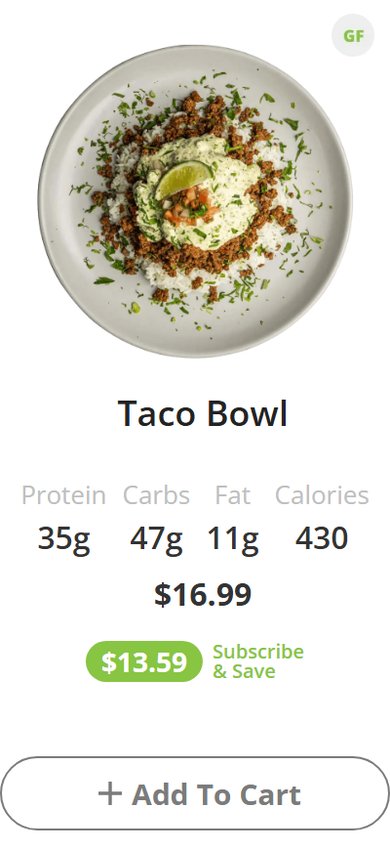 GF
Taco Bowl
Protein Carbs Fat Calories
35g 47g 11g 430
$16.99
$13.59 Subscribe
& Save
+ Add To Cart